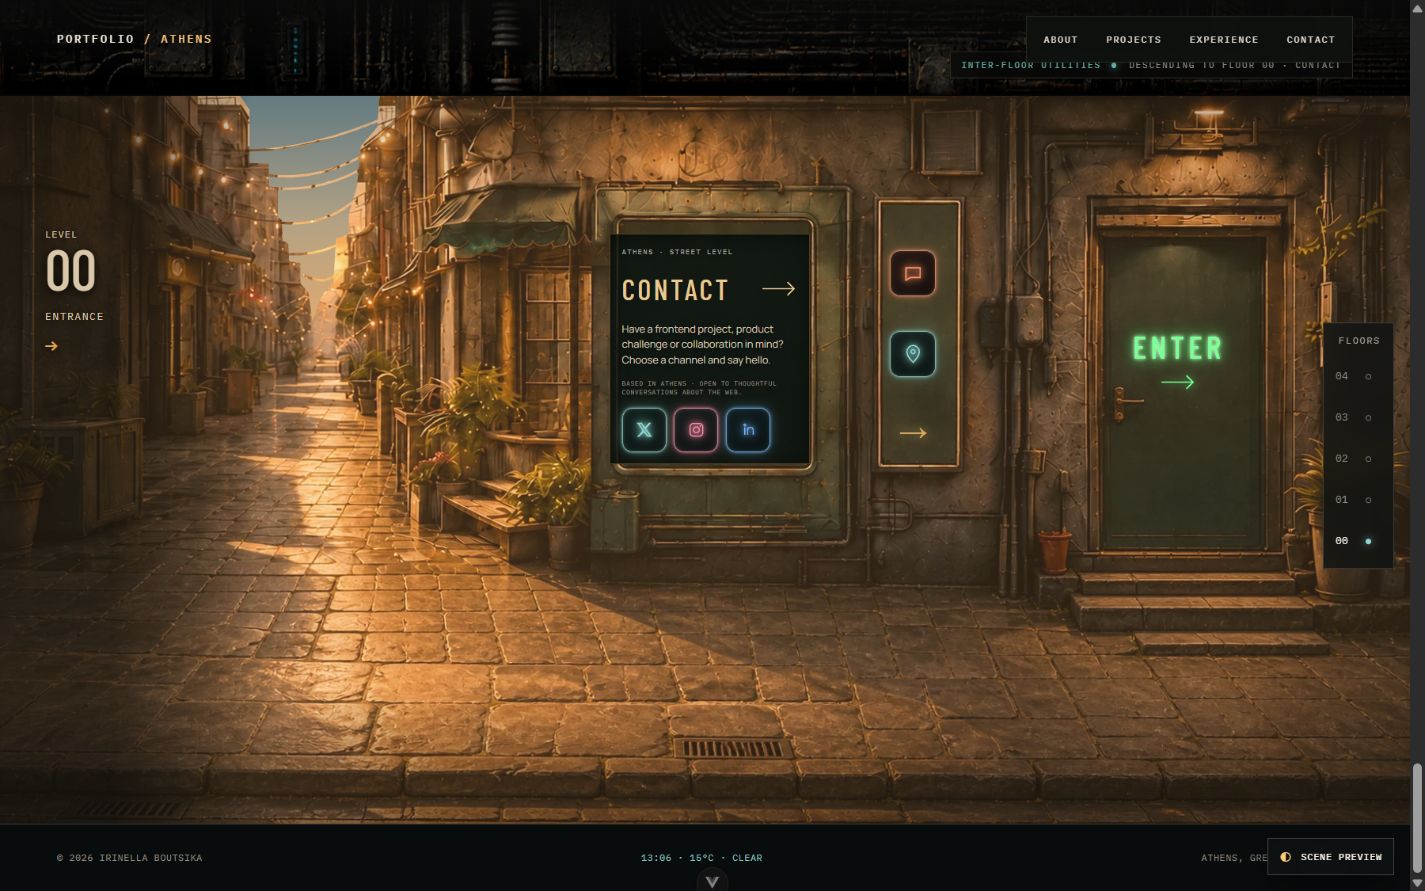 PORTFOLIO / ATHENS
ABOUT PROJECTS EXPERIENCE CONTACT
INTER-FLOOR UTILITIES DESCENDING TO FLOOR 00 · CONTACT
LEVEL
00
ENTRANCE
ATHENS · STREET LEVEL
CONTACT
Have a frontend project, product
challenge or collaboration in mind?
Choose a channel and say hello.
BASED IN ATHENS · OPEN TO THOUGHTFUL
CONVERSATIONS ABOUT THE WEB.
in
ENTER
FLOORS
04
03
02
01
00
© 2026 IRINELLA BOUTSIKA
13:06 · 15°C · CLEAR
ATHENS, GRE
SCENE PREVIEW